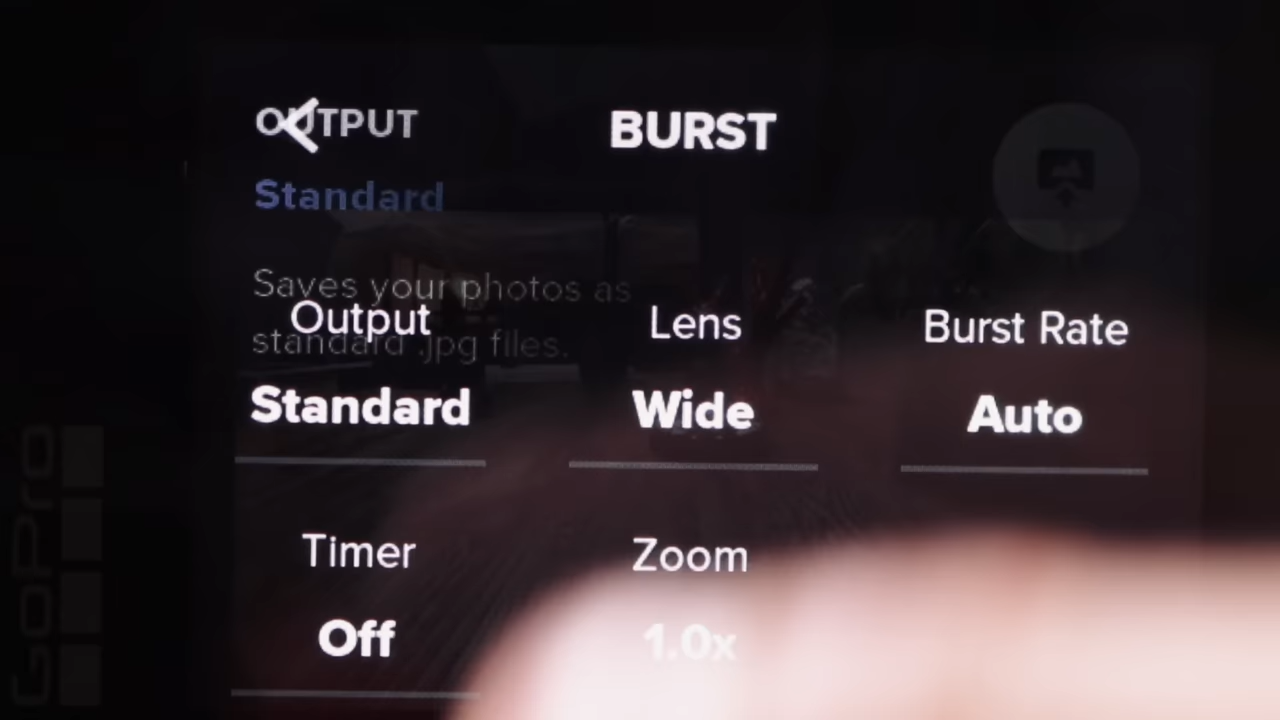 OUTPUT
BURST
Standard
Saves your photos as
standard .jpg files.
Output
Lens
Burst Rate
Standard
Wide
Auto
Timer
Zoom
Off
1.0x
GoPro